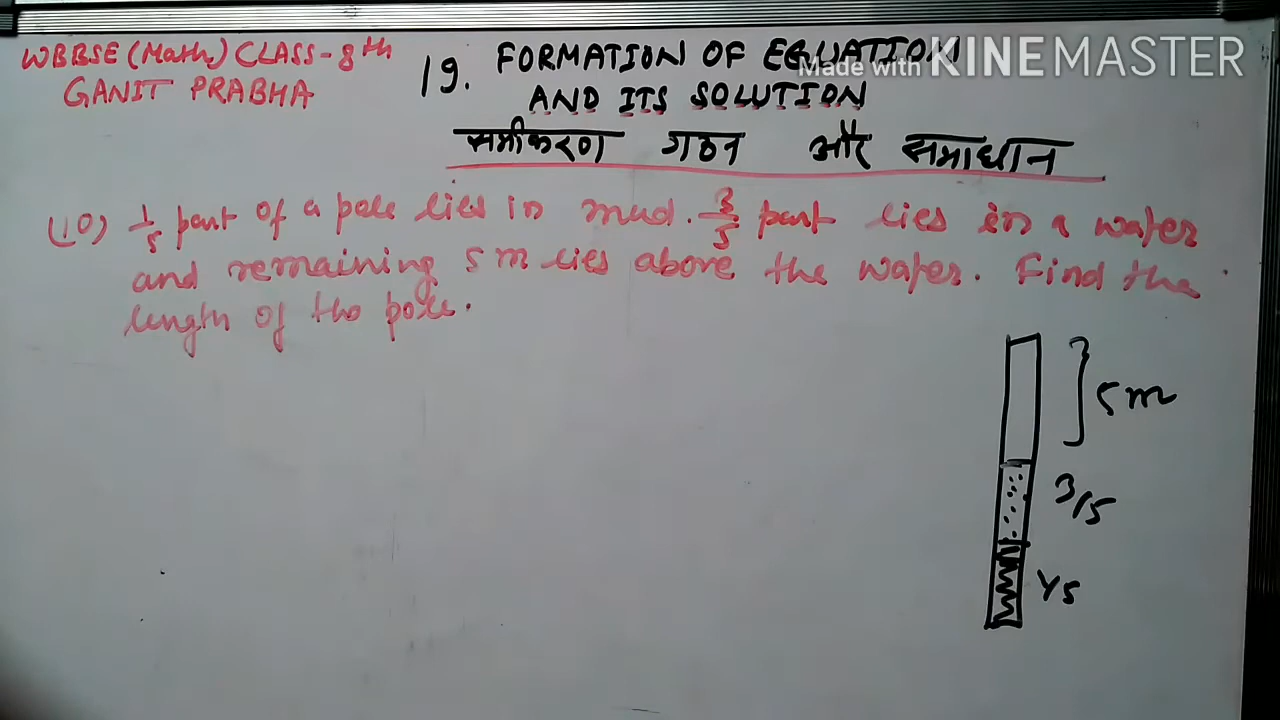 WBBSE (Math) CLASS-8th
GANIT PRABHA
19. FORMATION OF EQUATION
AND ITS SOLUTION
Made with KINEMASTER
समीकरण गठन और समाधान
(10) 1/5 part of a pole lies in mud. 3/5 part lies in a water
and remaining 5 m lies above the water. Find the
length of the pole.
5 m
3/5
1/5